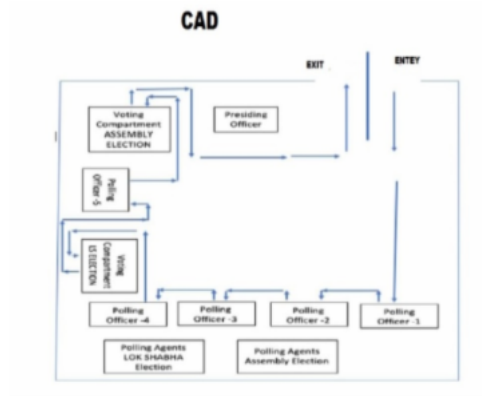 CAD
EXIT
ENTEY
Voting
Compartment
ASSEMBLY
ELECTION
Presiding
Officer
Polling
Officer-5
Voting
Compartment
LS ELECTION
Polling
Officer -4
Polling
Officer -3
Polling
Officer -2
Polling
Officer -1
Polling Agents
LOK SHABHA
Election
Polling Agents
Assembly Election